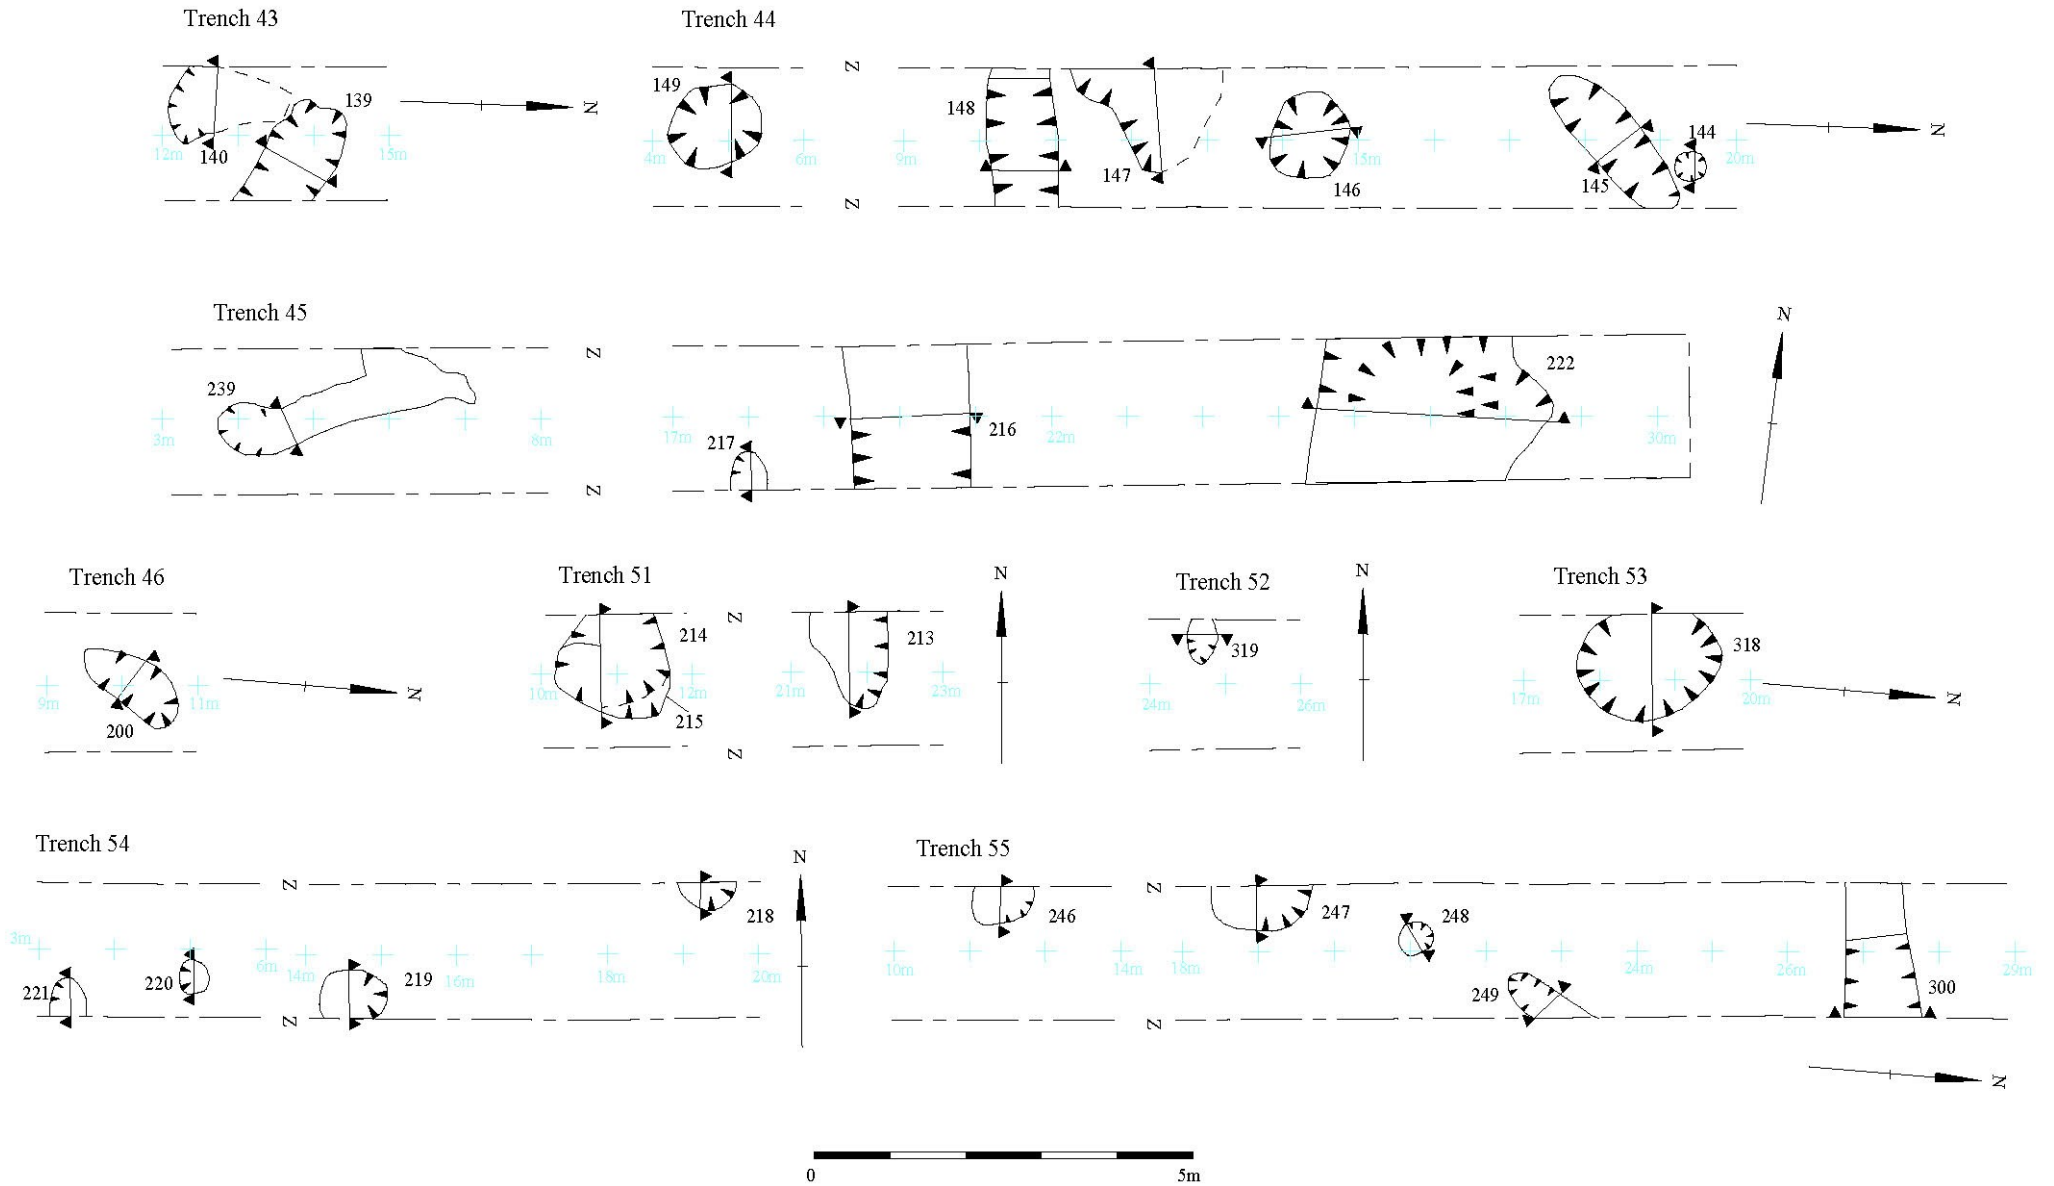 Trench 43
139
140
12m
15m
N
Trench 44
149
4m
6m
Z
Z
9m
148
147
146
15m
145
144
20m
N
Trench 45
239
3m
8m
Z
Z
17m
217
216
22m
222
30m
N
Trench 46
9m
11m
200
N
Trench 51
10m
12m
214
215
Z
Z
21m
23m
213
N
Trench 52
319
24m
26m
N
Trench 53
318
17m
20m
N
Trench 54
3m
221
220
6m
Z
Z
14m
219
16m
18m
218
20m
N
Trench 55
246
10m
14m
Z
Z
18m
247
248
249
24m
26m
300
29m
N
0
5m